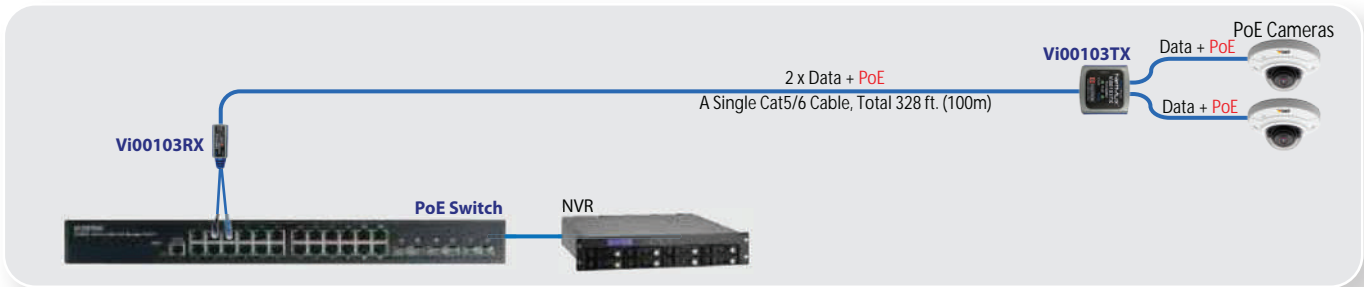 PoE Cameras
Data + PoE
Vi00103TX
2 x Data + PoE
A Single Cat5/6 Cable, Total 328 ft. (100m)
Data + PoE
Vi00103RX
PoE Switch
NVR